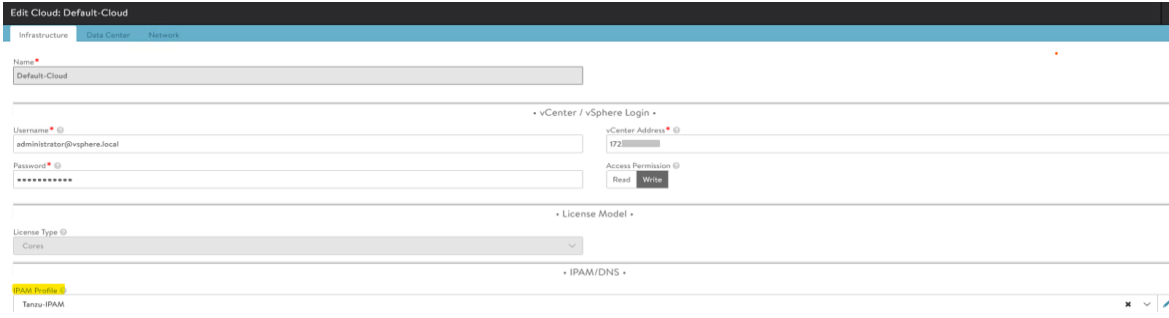 Edit Cloud: Default-Cloud
Infrastructure Data Center Network
Name*
Default-Cloud
• vCenter / vSphere Login •
Username* vCenter Address*
administrator@vsphere.local 172
Password* Access Permission
••••••••••• Read Write
• License Model •
License Type
Cores
• IPAM/DNS •
IPAM Profile
Tanzu-IPAM